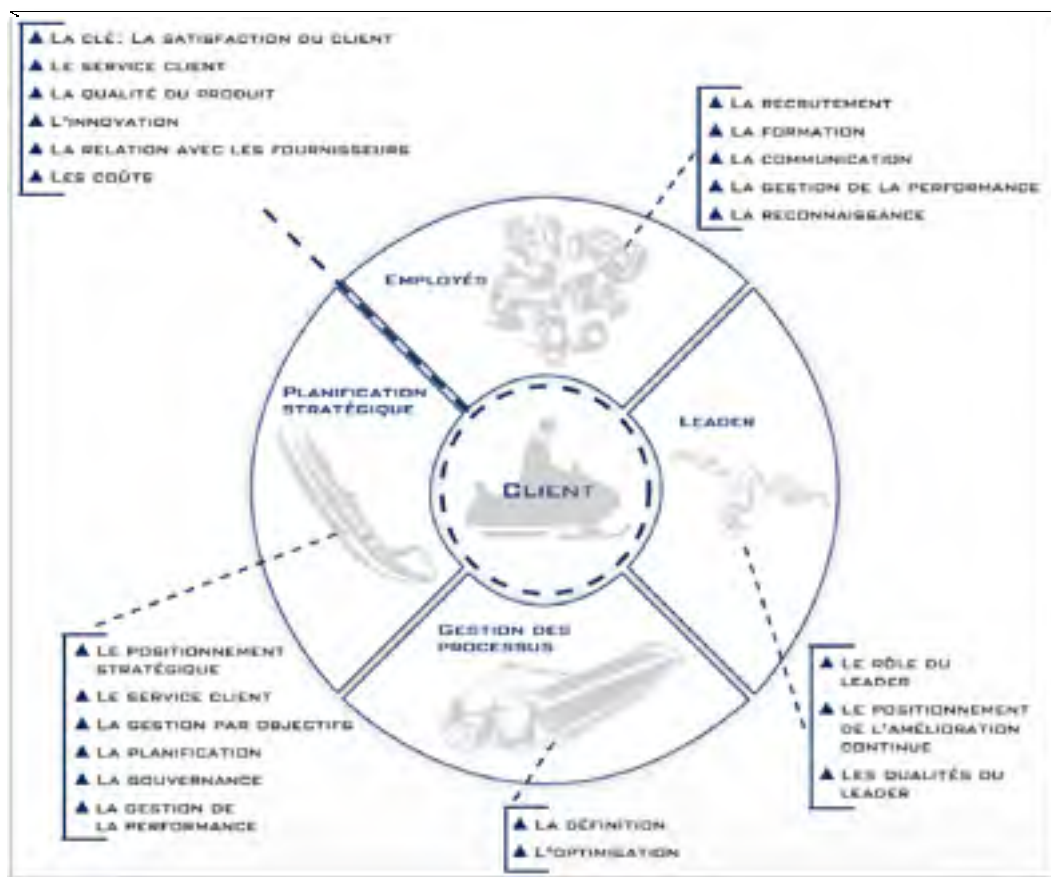 ▲ LA CLÉ: LA SATISFACTION DU CLIENT
▲ LE SERVICE CLIENT
▲ LA QUALITÉ DU PRODUIT
▲ L'INNOVATION
▲ LA RELATION AVEC LES FOURNISSEURS
▲ LES COÛTS
▲ LA RECRUTEMENT
▲ LA FORMATION
▲ LA COMMUNICATION
▲ LA GESTION DE LA PERFORMANCE
▲ LA RECONNAISSANCE
EMPLOYÉS
PLANIFICATION
STRATÉGIQUE
LEADER
CLIENT
GESTION DES
PROCESSUS
▲ LE POSITIONNEMENT
STRATÉGIQUE
▲ LE SERVICE CLIENT
▲ LA GESTION PAR OBJECTIFS
▲ LA PLANIFICATION
▲ LA GOUVERNANCE
▲ LA GESTION DE
LA PERFORMANCE
▲ LE RÔLE DU
LEADER
▲ LE POSITIONNEMENT
DE L'AMÉLIORATION
CONTINUE
▲ LES QUALITÉS DU
LEADER
▲ LA DÉFINITION
▲ L'OPTIMISATION